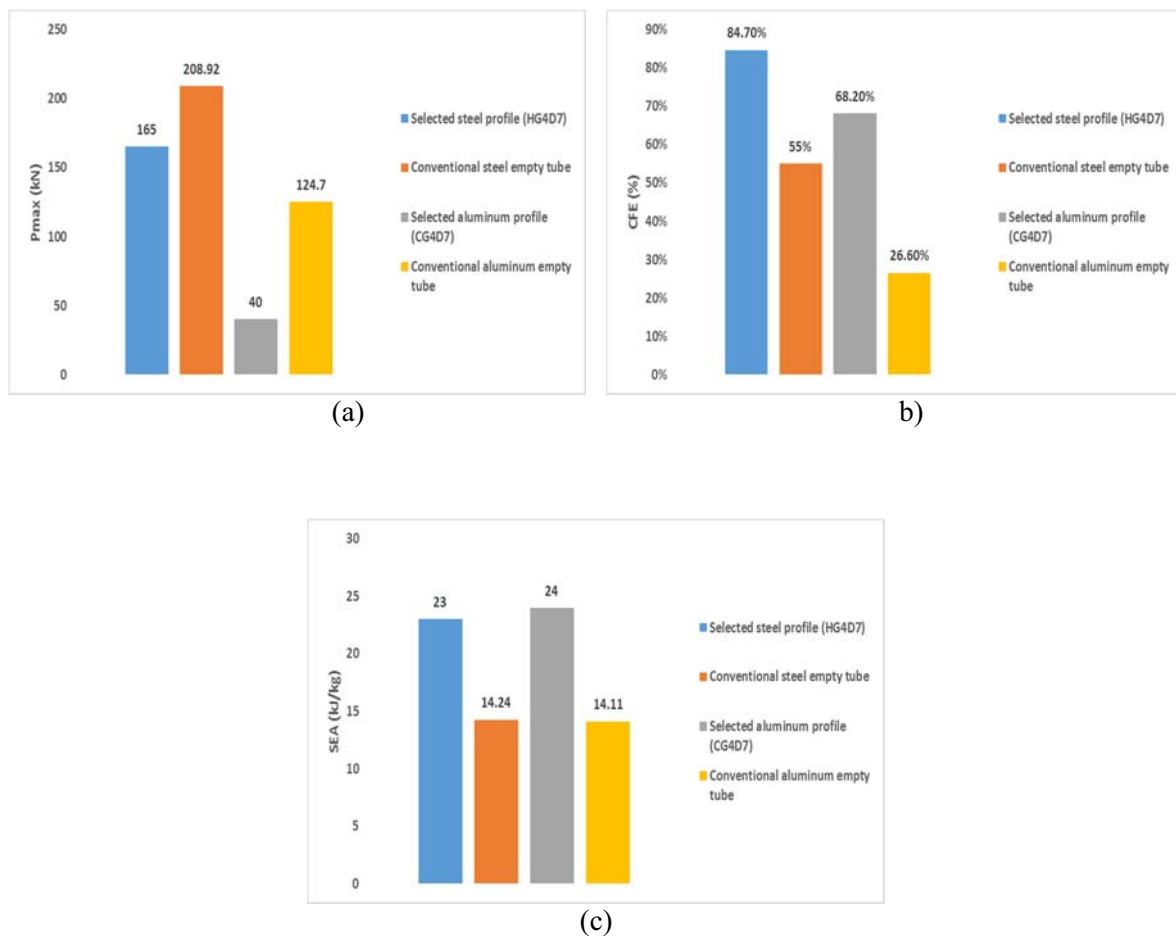 250
200
150
100
50
0
Pmax (kN)
165
208.92
40
124.7
Selected steel profile (HG4D7)
Conventional steel empty tube
Selected aluminum profile
(CG4D7)
Conventional aluminum empty
tube
(a)
90%
80%
70%
60%
50%
40%
30%
20%
10%
0%
CFE (%)
84.70%
55%
68.20%
26.60%
Selected steel profile (HG4D7)
Conventional steel empty tube
Selected aluminum profile
(CG4D7)
Conventional aluminum empty
tube
b)
30
25
20
15
10
5
0
SEA (kJ/kg)
23
14.24
24
14.11
Selected steel profile (HG4D7)
Conventional steel empty tube
Selected aluminum profile
(CG4D7)
Conventional aluminum empty
tube
(c)